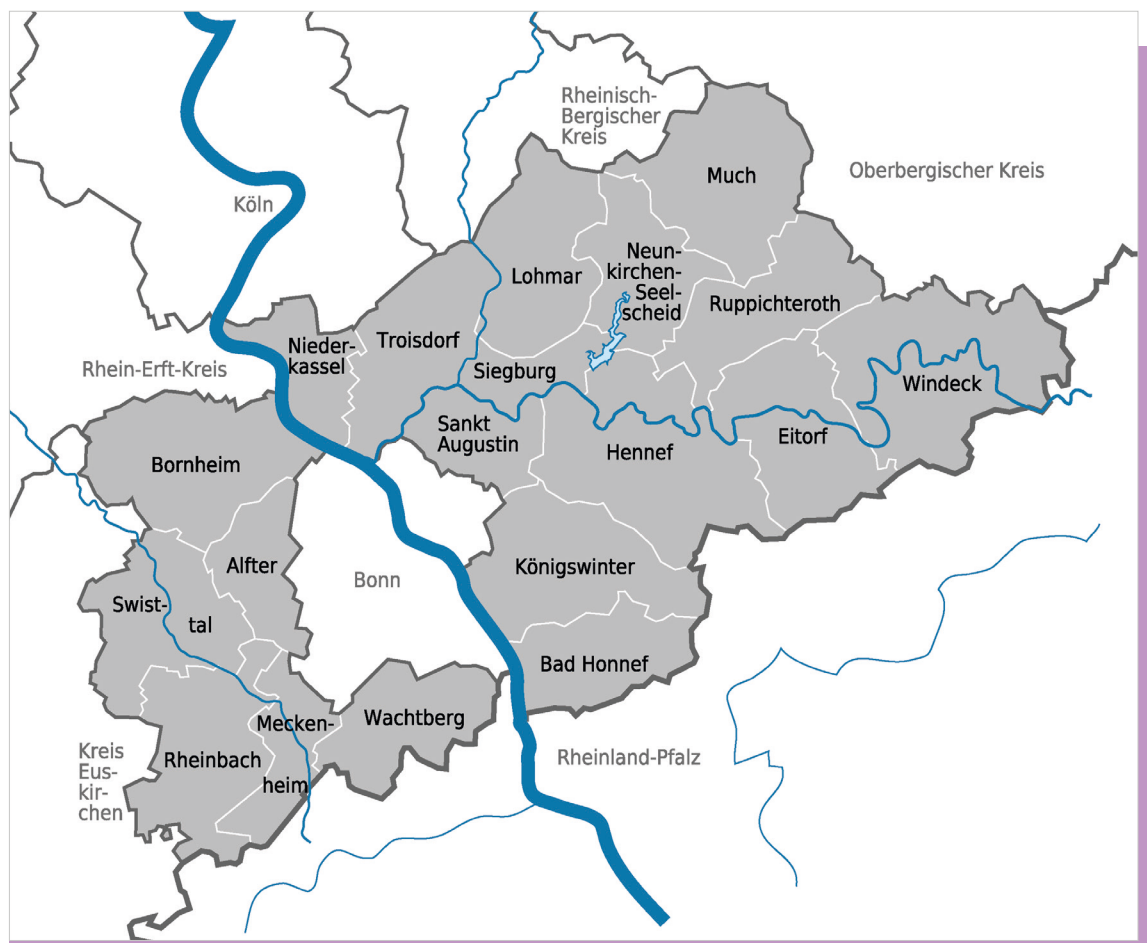 Rheinisch-
Bergischer
Kreis
Oberbergischer Kreis
Much
Köln
Neun-
kirchen-
Seel-
scheid
Lohmar
Ruppichteroth
Troisdorf
Nieder-
kassel
Rhein-Erft-Kreis
Siegburg
Windeck
Sankt
Augustin
Eitorf
Hennef
Bornheim
Alfter
Bonn
Königswinter
Swist-
tal
Bad Honnef
Wachtberg
Mecken-
heim
Rheinbach
Kreis
Eus-
kir-
chen
Rheinland-Pfalz